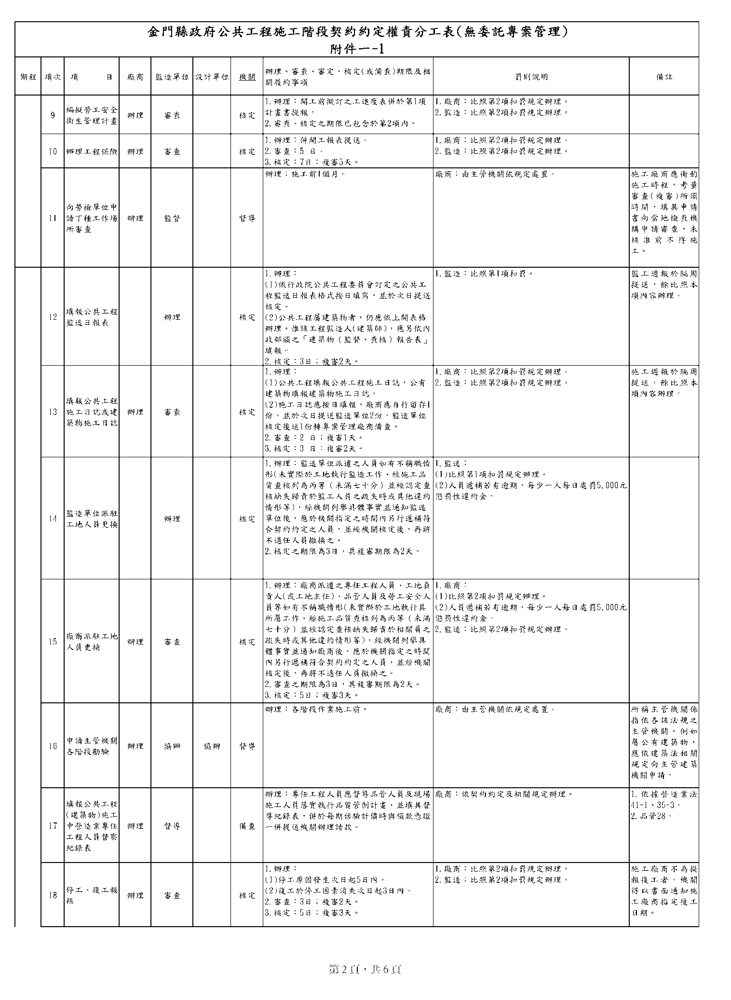 金門縣政府公共工程施工階段契約約定權責分工表(無委託專案管理)
附件一-1
期程
項次
項　　目
廠商
監造單位
設計單位
機關
辦理、審查、審定、核定(或備查)期限及相
關履約事項
罰則說明
備註
9
編擬勞工安全
衛生管理計畫
辦理
審查
核定
1.辦理：開工前擬訂之工進度表併於第1項
計畫書提報。
2.審查、核定之期限已包含於第2項內。
1.廠商：比照第2項扣罰規定辦理。
2.監造：比照第2項扣罰規定辦理。
10
辦理工程保險
辦理
審查
核定
1.辦理：併開工報表提送。
2.審查：5 日。
3.核定：7日；複審5天。
1.廠商：比照第2項扣罰規定辦理。
2.監造：比照第2項扣罰規定辦理。
11
向勞檢單位申
請丁種工作場
所審查
辦理
監督
督導
辦理：施工前1個月。
廠商：由主管機關依規定處置。
施工廠商應衡酌
施工時程，考量
審查(複審)所須
時間，填具申請
書向當地檢查機
構申請審查，未
核准前不得施
工。
12
填報公共工程
監造日報表
辦理
核定
1.辦理：
(1)依行政院公共工程委員會訂定之公共工
程監造日報表格式按日填寫，並於次日提送
核定。
(2)公共工程屬建築物者，仍應依上開表格
辦理。惟該工程監造人(建築師)，應另依內
政部頒之「建築物（監督、查核）報告表」
填報。
2.核定：3日；複審2天。
1.監造：比照第1項扣罰。
監工週報於隔周
提送，餘比照本
項內容辦理。
13
填報公共工程
施工日誌或建
築物施工日誌
辦理
審查
核定
1.辦理：
(1)公共工程填報公共工程施工日誌，公有
建築物填報建築物施工日誌。
(2)施工日誌應按日填報，廠商應自行留存1
份，並於次日提送監造單位2份，監造單位
核定後送1份轉專案管理廠商備查。
2.審查：2 日；複審1天。
3.核定：3 日；複審2天。
1.廠商：比照第2項扣罰規定辦理。
2.監造：比照第2項扣罰規定辦理。
施工週報於隔周
提送，餘比照本
項內容辦理。
14
監造單位派駐
工地人員更換
辦理
核定
1.辦理：監造單位派遣之人員如有不稱職情
形(未實際於工地執行監造工作、經施工品
質查核列為丙等（未滿七十分）並經認定查
核缺失歸責於監工人員之疏失時或其他違約
情形等)，經機關列舉具體事實並通知監造
單位後，應於機關指定之時間內另行遞補符
合契約約定之人員，並經機關核定後，再將
不適任人員撤換之。
2.核定之期限為3日，其複審期限為2天。
1.監造：
(1)比照第1項扣罰規定辦理。
(2)人員遞補若有逾期，每少一人每日處罰5,000元
懲罰性違約金。
15
廠商派駐工地
人員更換
辦理
審查
核定
1.辦理：廠商派遣之專任工程人員、工地負
責人(或工地主任)、品管人員及勞工安全人
員等如有不稱職情形(未實際於工地執行其
所屬工作、經施工品質查核列為丙等（未滿
七十分）並經認定查核缺失歸責於相關員之
疏失時或其他違約情形等)，經機關列舉具
體事實並通知廠商後，應於機關指定之時間
內另行遞補符合契約約定之人員，並經機關
核定後，再將不適任人員撤換之。
2.審查之期限為3日，其複審期限為2天。
3.核定：5日；複審3天。
1.廠商：
(1)比照第2項扣罰規定辦理。
(2)人員遞補若有逾期，每少一人每日處罰5,000元
懲罰性違約金。
2.監造：比照第2項扣罰規定辦理。
16
申請主管機關
各階段勘驗
辦理
協辦
協辦
督導
辦理：各階段作業施工前。
廠商：由主管機關依規定處置。
所稱主管機關係
指依各該法規之
主管機關。例如
屬公有建築物，
應依建築法相關
規定向主管建築
機關申請。
17
填報公共工程
(建築物)施工
中營造業專任
工程人員督察
紀錄表
辦理
督導
備查
辦理：專任工程人員應督導品管人員及現場
施工人員落實執行品質管制計畫，並填具督
導紀錄表，併於每期估驗計價時與領款憑證
一併提送機關辦理請款。
廠商：依契約約定及相關規定辦理。
1.依據營造業法
41-1、35-3。
2.品管28。
18
停工、復工報
核
辦理
審查
核定
1.辦理：
(1)停工原因發生次日起5日內。
(2)復工於停工因素消失次日起3日內。
2.審查：3日；複審2天。
3.核定：5日；複審3天。
1.廠商：比照第2項扣罰規定辦理。
2.監造：比照第2項扣罰規定辦理。
施工廠商不為提
報復工者，機關
得以書面通知施
工廠商指定復工
日期。
第 2 頁，共 6 頁